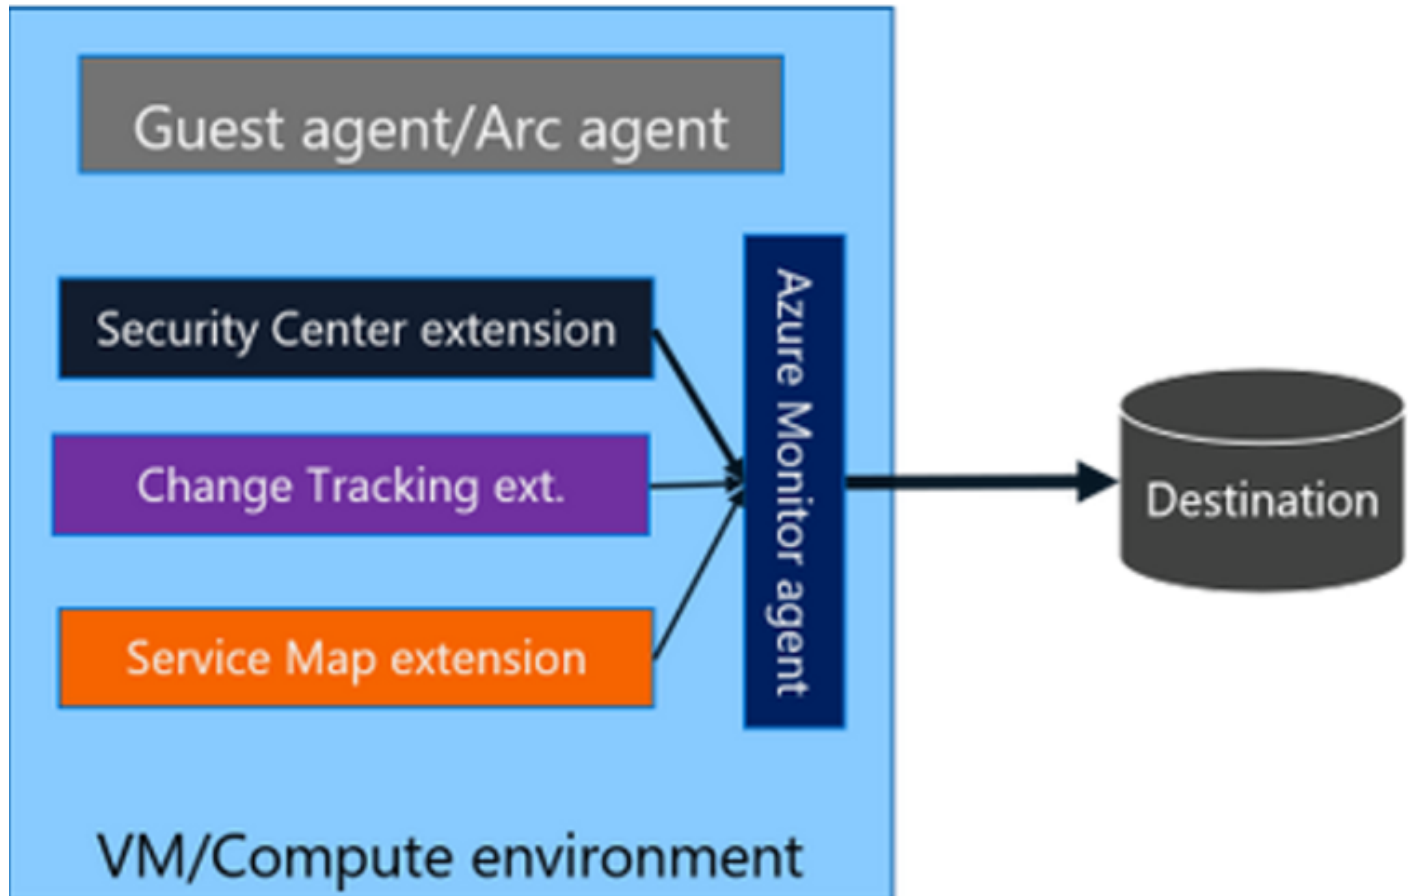 Guest agent/Arc agent
Security Center extension
Change Tracking ext.
Service Map extension
Azure Monitor agent
Destination
VM/Compute environment